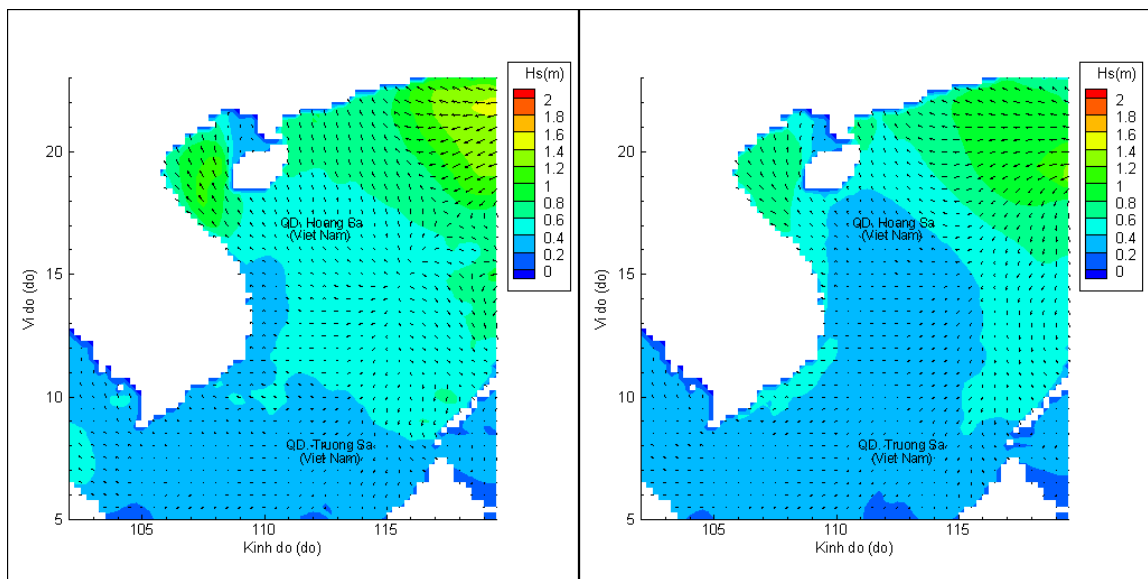 Hs(m)
2
1.8
1.6
1.4
1.2
1
0.8
0.6
0.4
0.2
0
20
15
10
5
Vi do (do)
105
110
115
Kinh do (do)
QD. Hoang Sa
(Viet Nam)
QD. Truong Sa
(Viet Nam)
Hs(m)
2
1.8
1.6
1.4
1.2
1
0.8
0.6
0.4
0.2
0
20
15
10
5
Vi do (do)
105
110
115
Kinh do (do)
QD. Hoang Sa
(Viet Nam)
QD. Truong Sa
(Viet Nam)